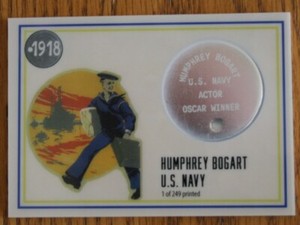 1918
HUMPHREY BOGART
U.S. NAVY
ACTOR
OSCAR WINNER
HUMPHREY BOGART
U.S. NAVY
1 of 249 printed